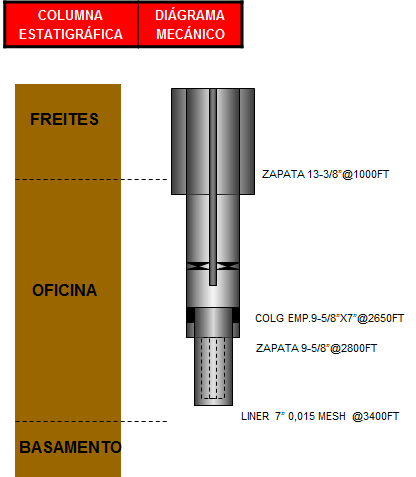 COLUMNA
ESTATIGRÁFICA
DIÁGRAMA
MECÁNICO
FREITES
ZAPATA 13-3/8"@1000FT
OFICINA
COLG EMP.9-5/8"X7"@2650FT
ZAPATA 9-5/8"@2800FT
LINER 7" 0,015 MESH @3400FT
BASAMENTO